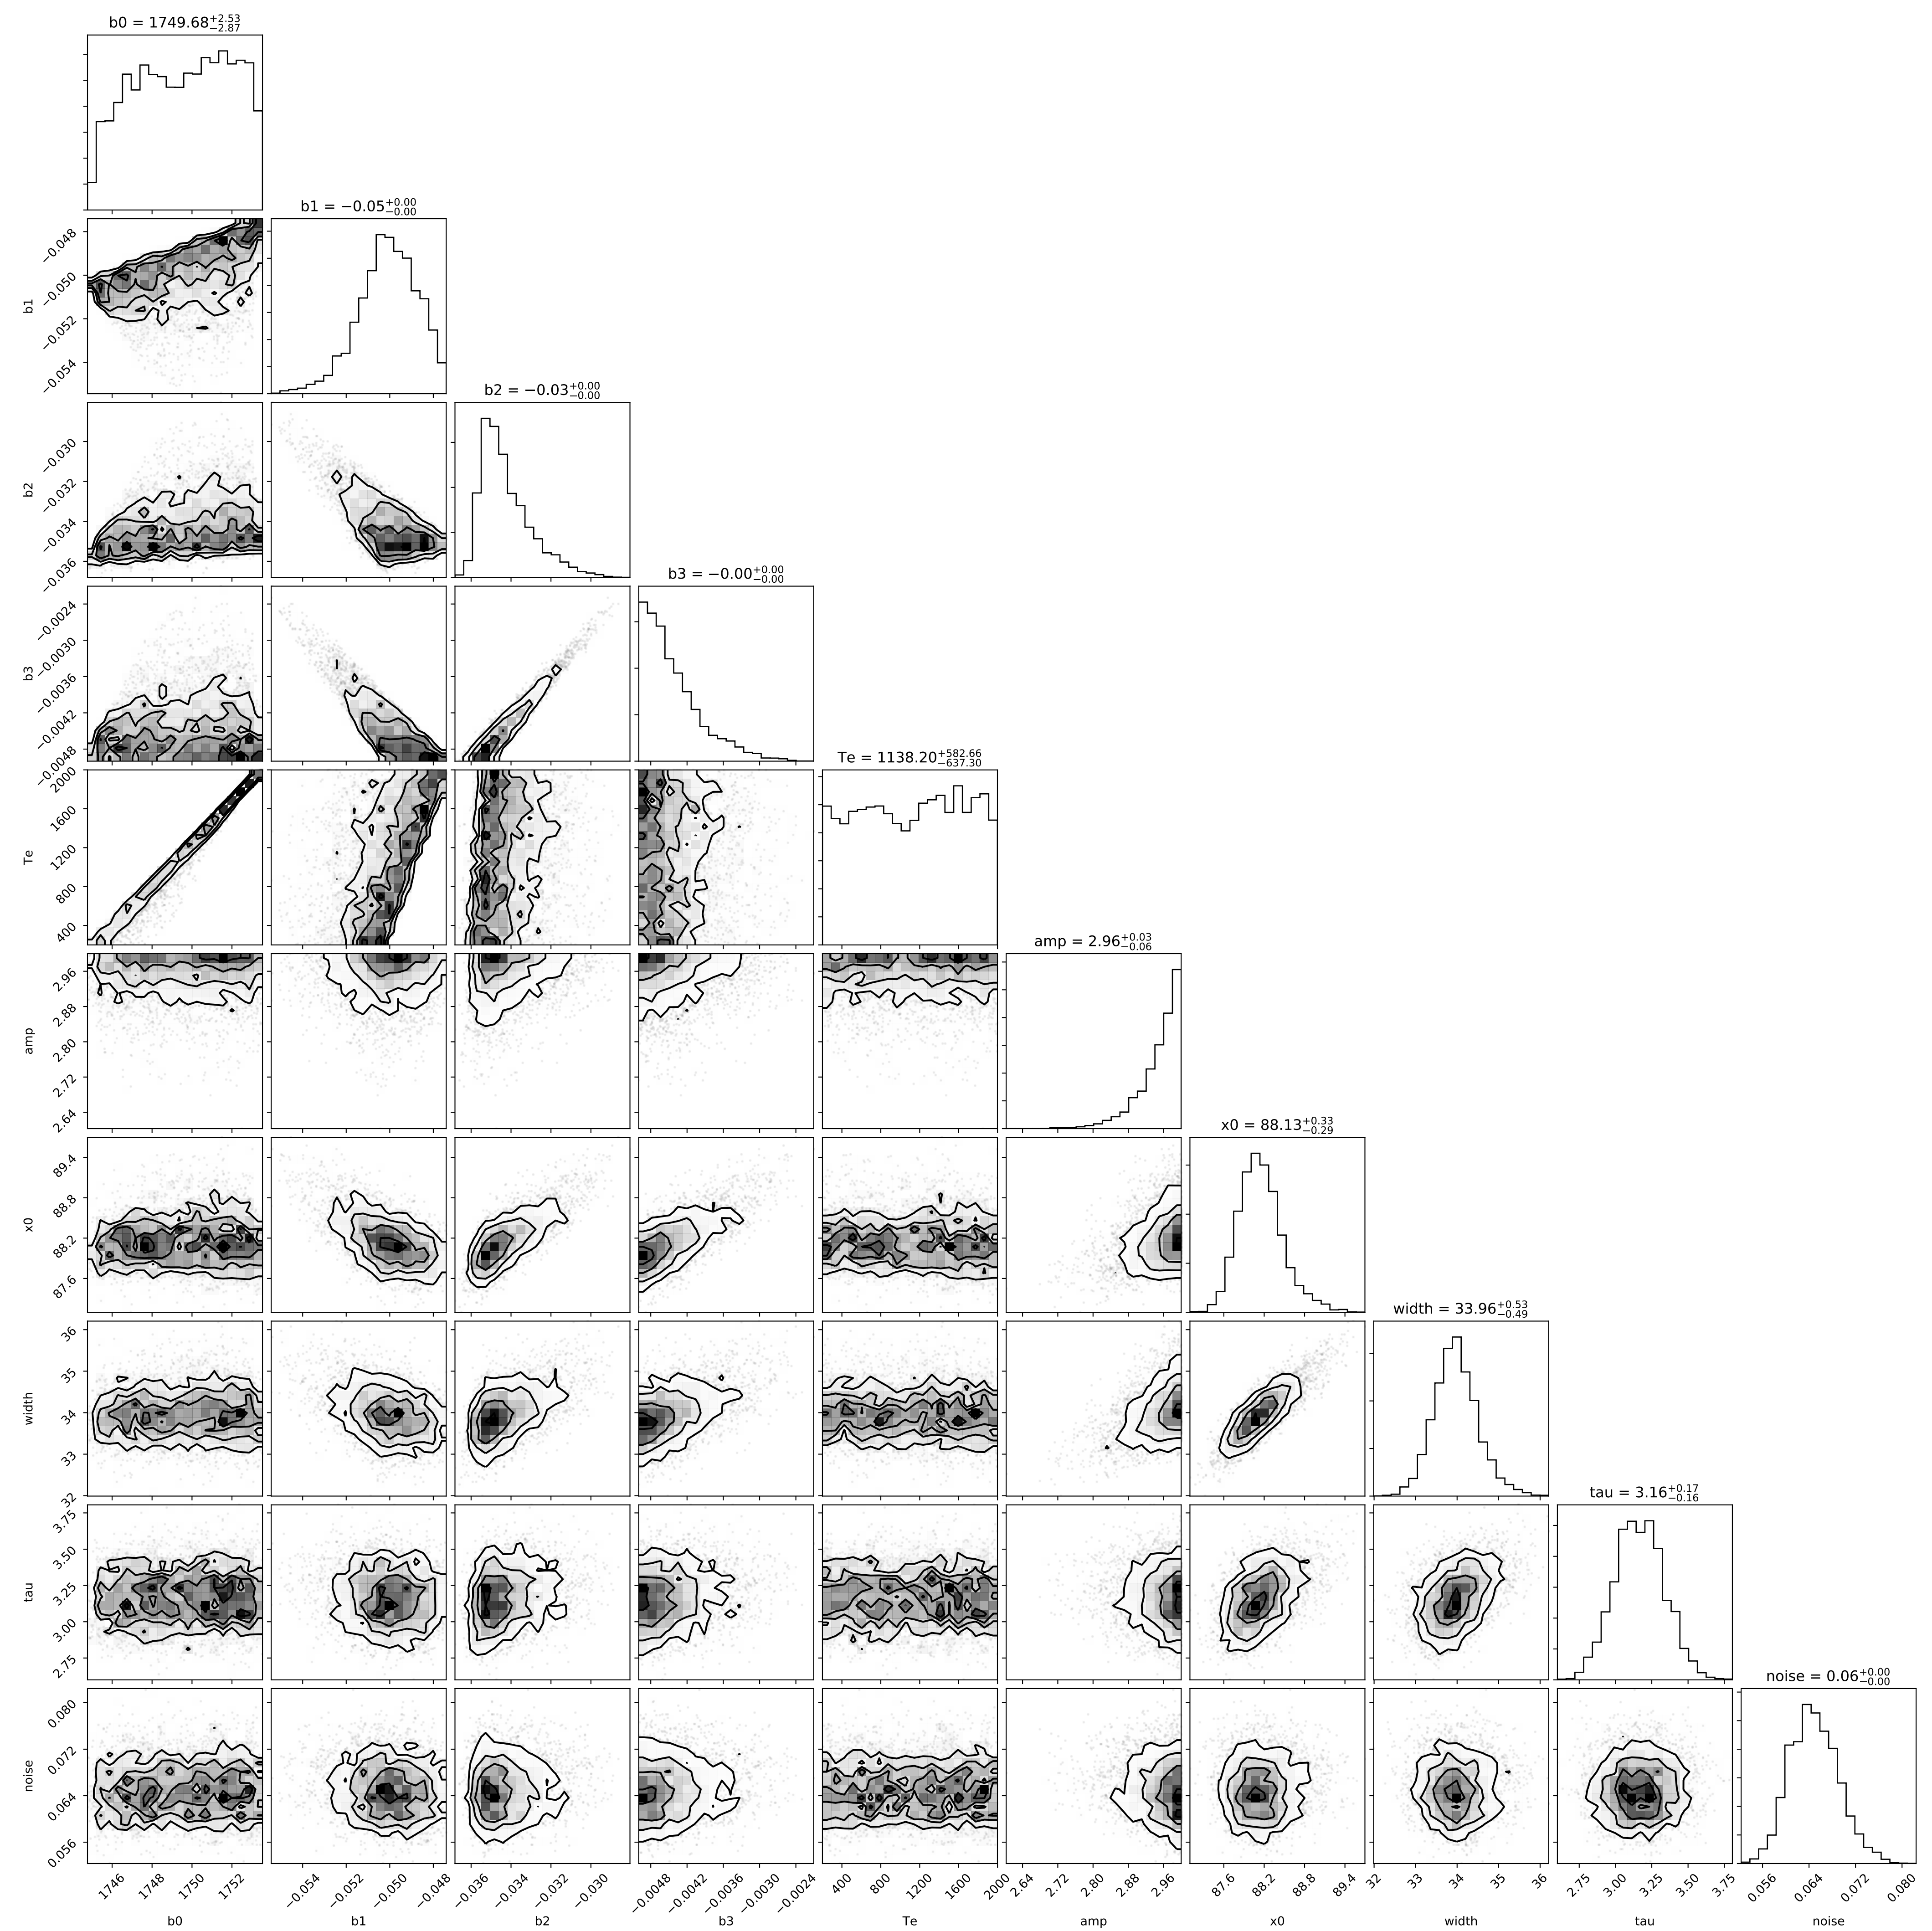 b0 = 1749.68 +2.53 −2.87
b1 = −0.05 +0.00 −0.00
−0.048
−0.050
−0.052
−0.054
b1
b2 = −0.03 +0.00 −0.00
−0.030
−0.032
−0.034
−0.036
b2
b3 = −0.00 +0.00 −0.00
−0.0024
−0.0030
−0.0036
−0.0042
−0.0048
b3
Te = 1138.20 +582.66 −637.30
2000
1600
1200
800
400
Te
amp = 2.96 +0.03 −0.06
2.96
2.88
2.80
2.72
2.64
amp
x0 = 88.13 +0.33 −0.29
89.4
88.8
88.2
87.6
x0
width = 33.96 +0.53 −0.49
36
35
34
33
32
width
tau = 3.16 +0.17 −0.16
3.75
3.50
3.25
3.00
2.75
tau
noise = 0.06 +0.00 −0.00
0.080
0.072
0.064
0.056
noise
1746 1748 1750 1752 −0.054 −0.052 −0.050 −0.048 −0.036 −0.034 −0.032 −0.030 −0.0048 −0.0042 −0.0036 −0.0030 −0.0024 400 800 1200 1600 2000 2.64 2.72 2.80 2.88 2.96 87.6 88.2 88.8 89.4 32 33 34 35 36 2.75 3.00 3.25 3.50 3.75 0.056 0.064 0.072 0.080
b0 b1 b2 b3 Te amp x0 width tau noise